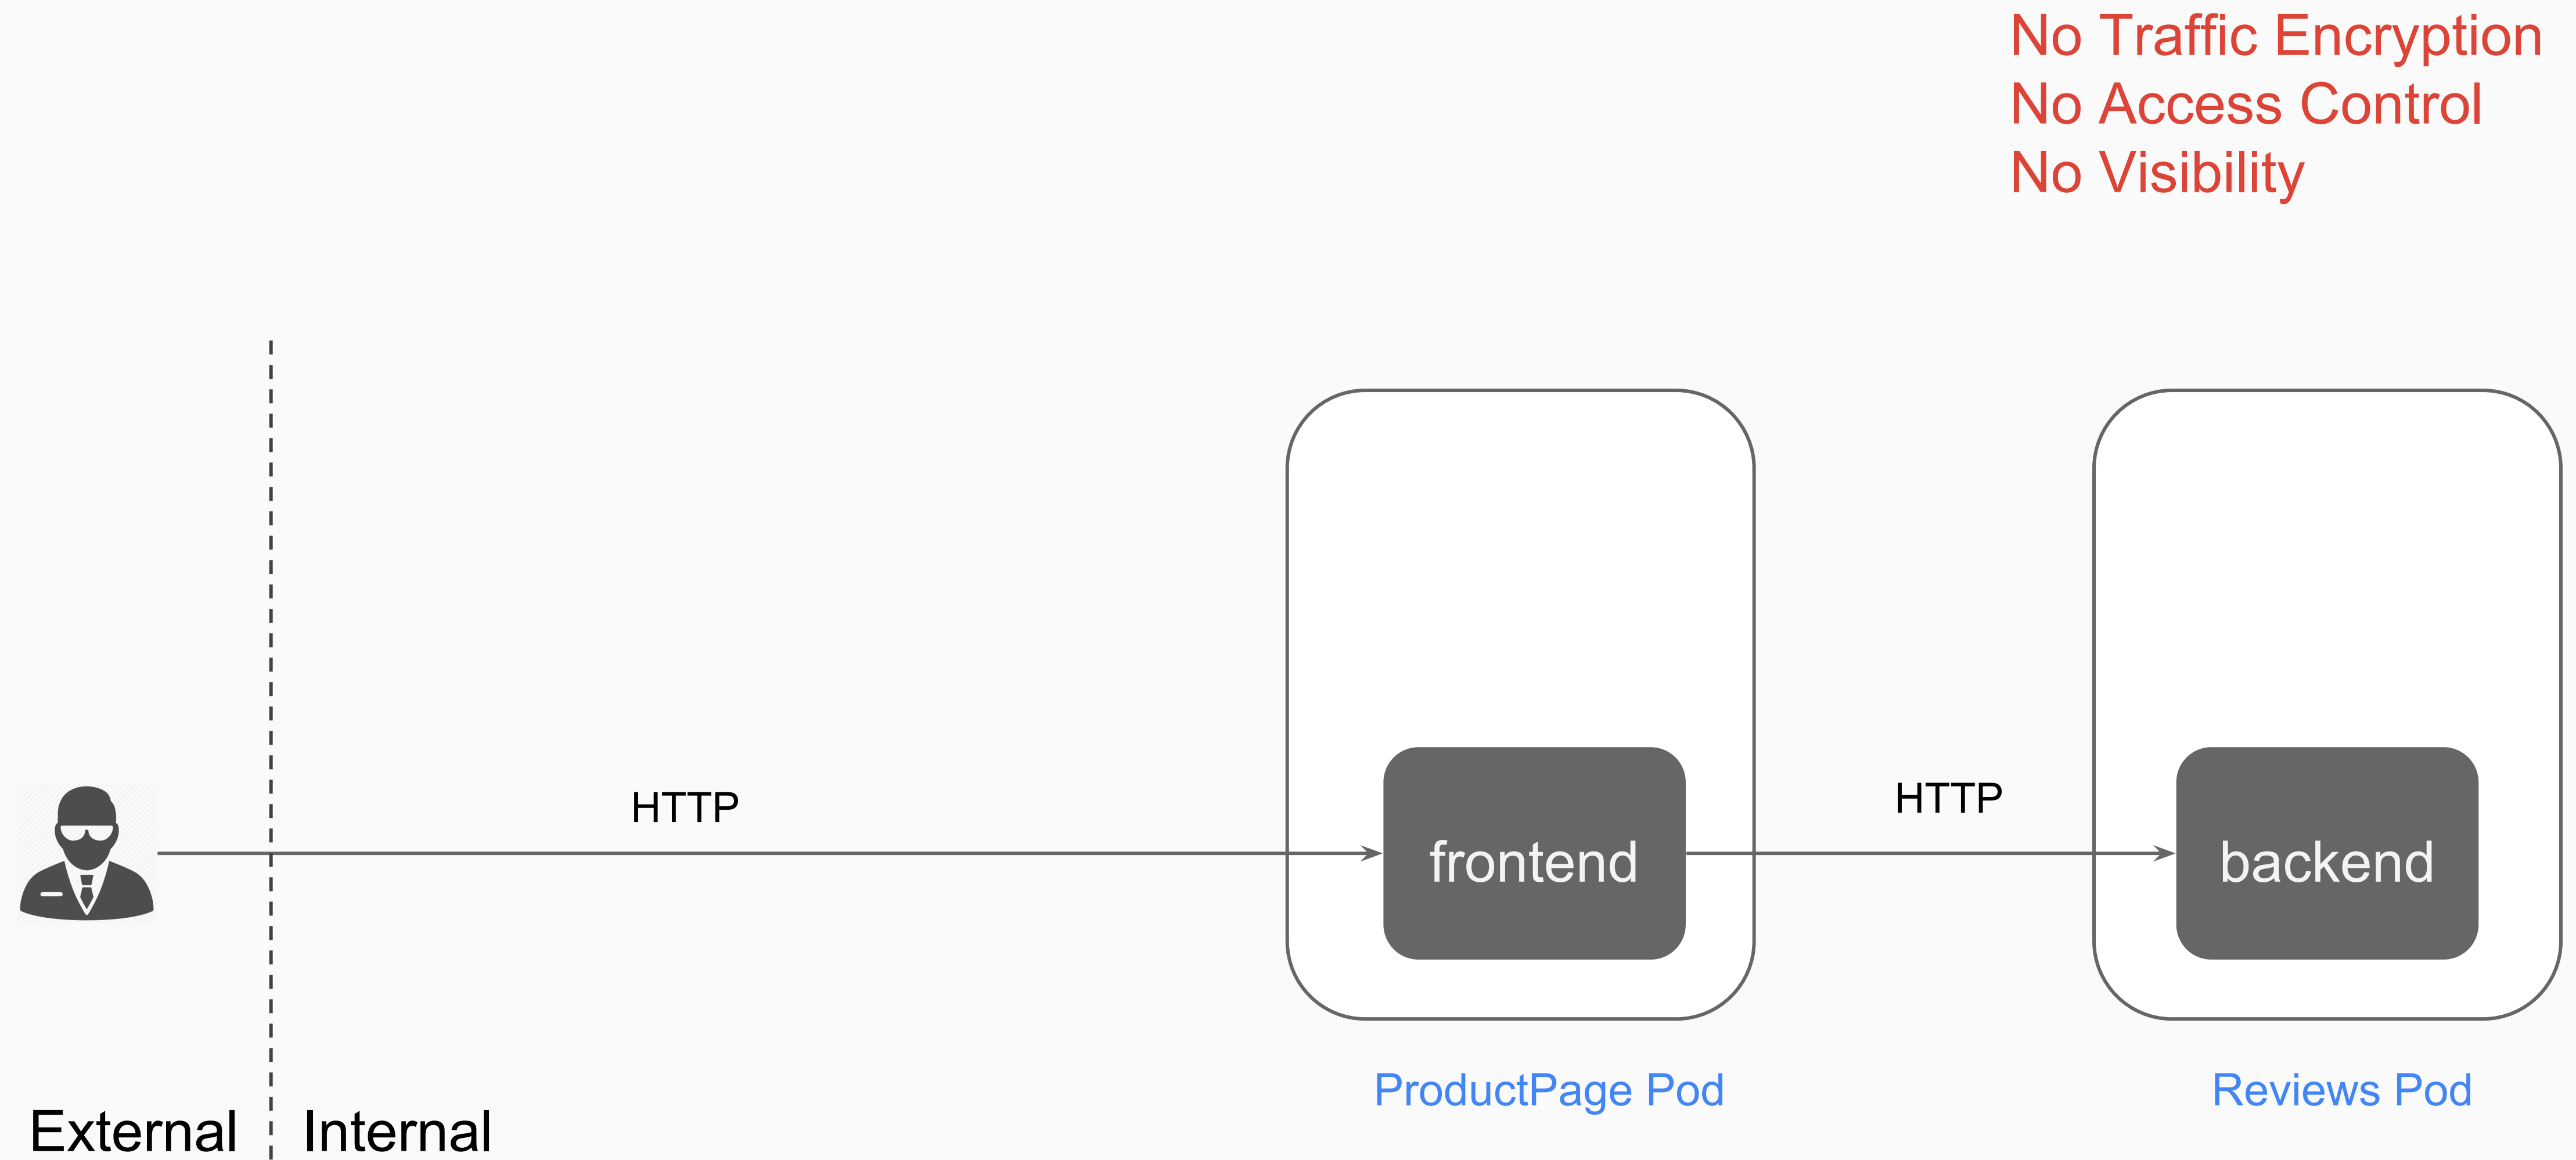 No Traffic Encryption
No Access Control
No Visibility
HTTP
HTTP
frontend
backend
ProductPage Pod
Reviews Pod
External
Internal